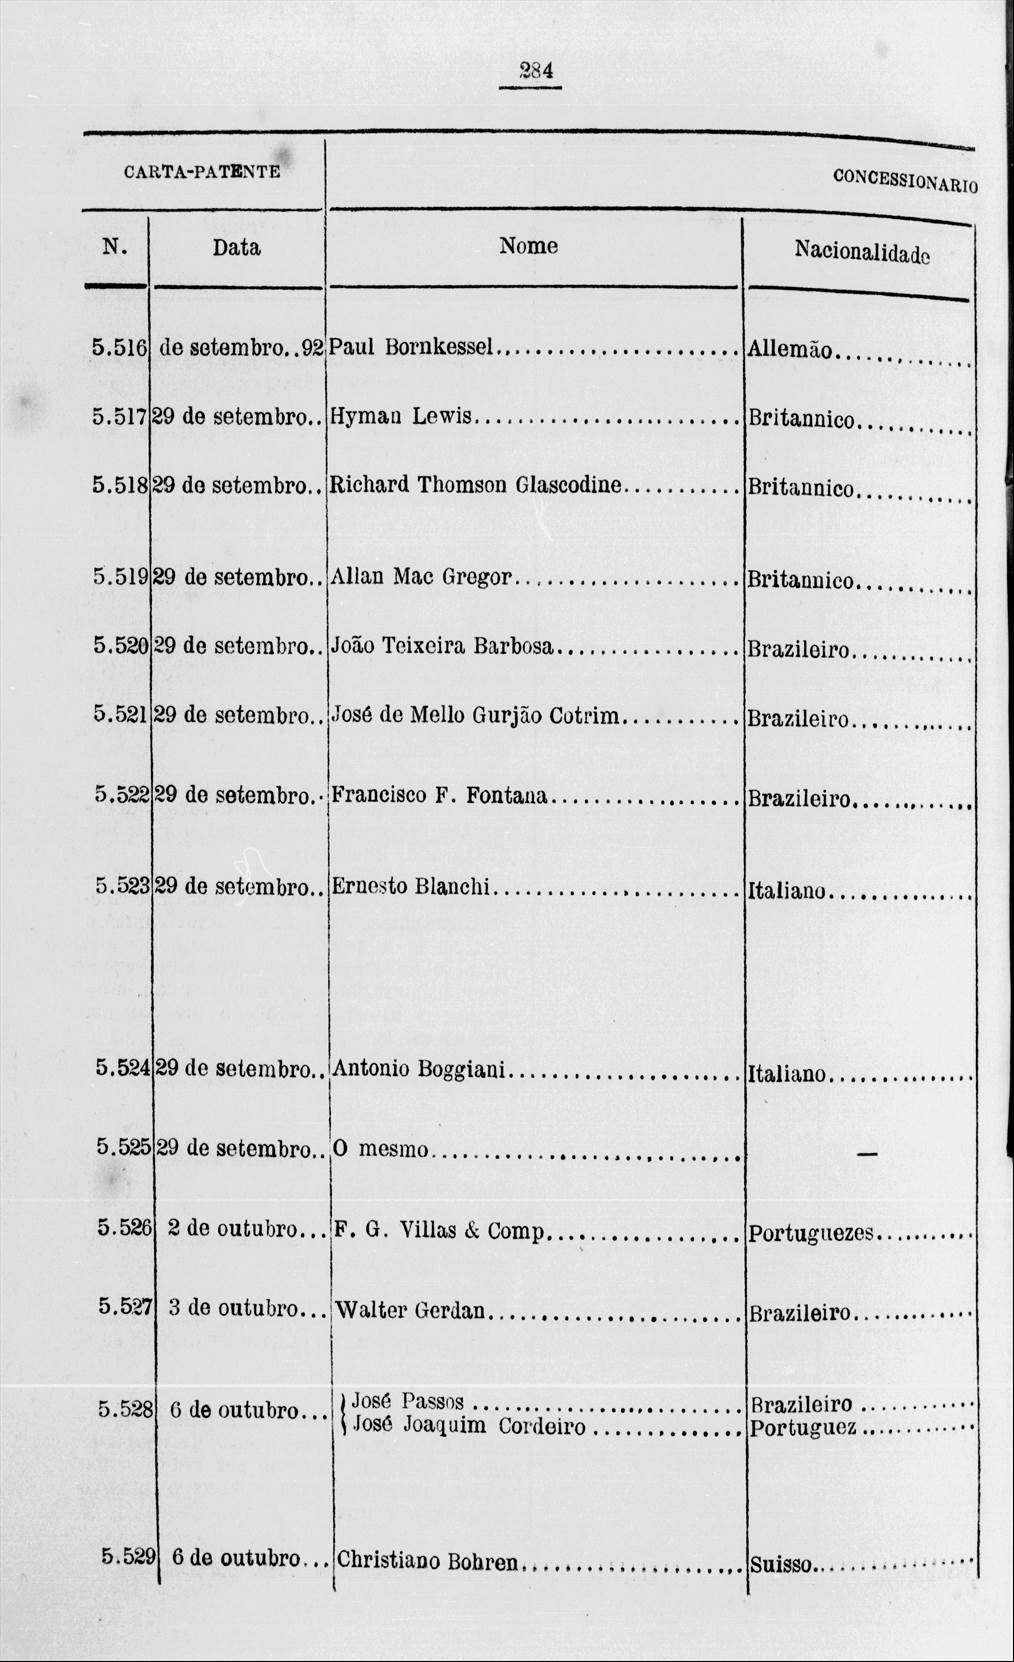 284
CARTA-PATENTE CONCESSIONARIO
N. Data Nome Nacionalidade
5.516 de setembro..92 Paul Bornkessel........................ Allemão..............
5.517 29 de setembro.. Hyman Lewis........................ Britannico............
5.518 29 de setembro.. Richard Thomson Glascodine........... Britannico............
5.519 29 de setembro.. Allan Mac Gregor..................... Britannico............
5.520 29 de setembro.. João Teixeira Barbosa................. Brazileiro............
5.521 29 de setembro.. José de Mello Gurjão Cotrim........... Brazileiro............
5.522 29 de setembro.. Francisco F. Fontana.................. Brazileiro............
5.523 29 de setembro.. Ernesto Blanchi....................... Italiano...............
5.524 29 de setembro.. Antonio Boggiani...................... Italiano...............
5.525 29 de setembro.. O mesmo............................ —
5.526 2 de outubro... F. G. Villas & Comp.................. Portuguezes..........
5.527 3 de outubro... Walter Gerdan........................ Brazileiro............
5.528 6 de outubro... José Passos ......................... Brazileiro ...........
José Joaquim Cordeiro .............. Portuguez ...........
5.529 6 de outubro... Christiano Bohren..................... Suisso...............